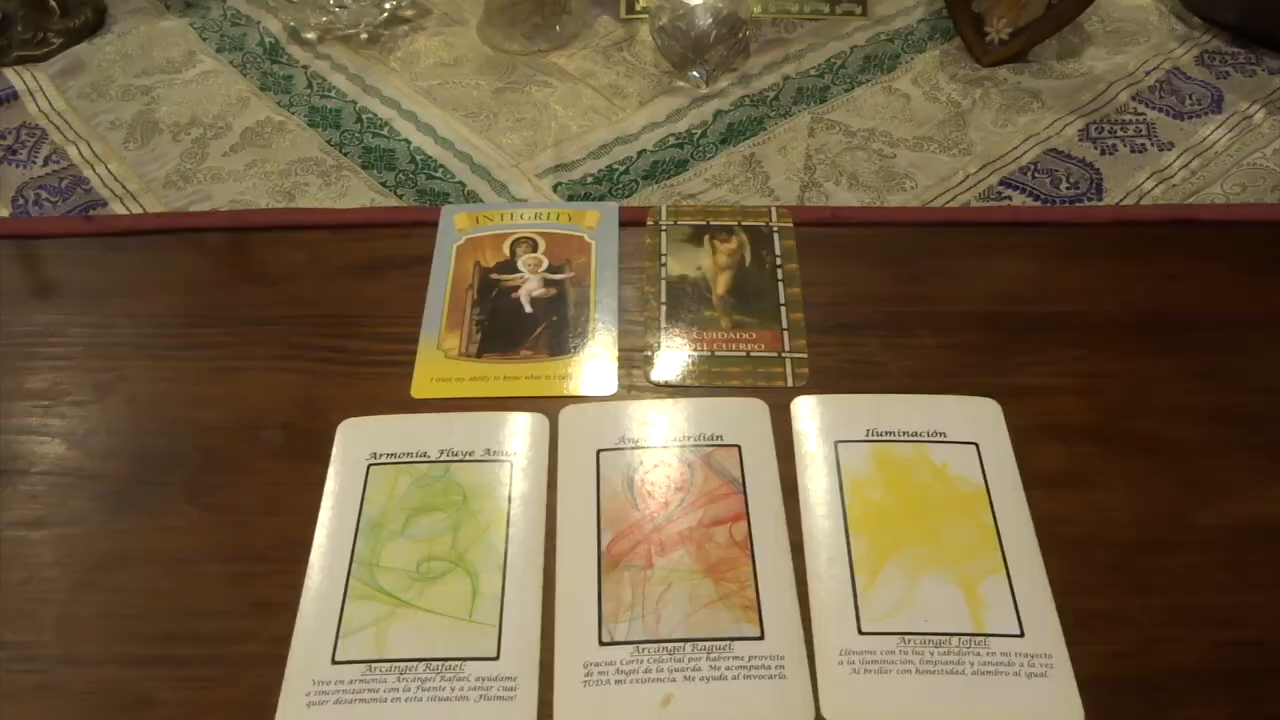 INTEGRITY
I trust my ability to know what is
CUIDADO
DEL CUERPO
Armonía, Fluye
Arcángel Rafael:
Vivo en armonía. Arcángel Rafael, ayúdame
a sincornizarme con la Fuente y a sanar cual-
quier desarmonía en esta situación. ¡Fluimos!
Arcángel Raguel:
Gracias Corte Celestial por haberme provisto
de mi Ángel de la Guarda. Me acompaña en
TODA mi existencia. Me ayuda al invocarlo.
Iluminación
Arcángel Jofiel:
Lléname con tu luz y sabiduría, en mi trayecto
a la iluminación, limpiando y sanando a la vez.
Al brillar con honestidad, alumbro al igual.